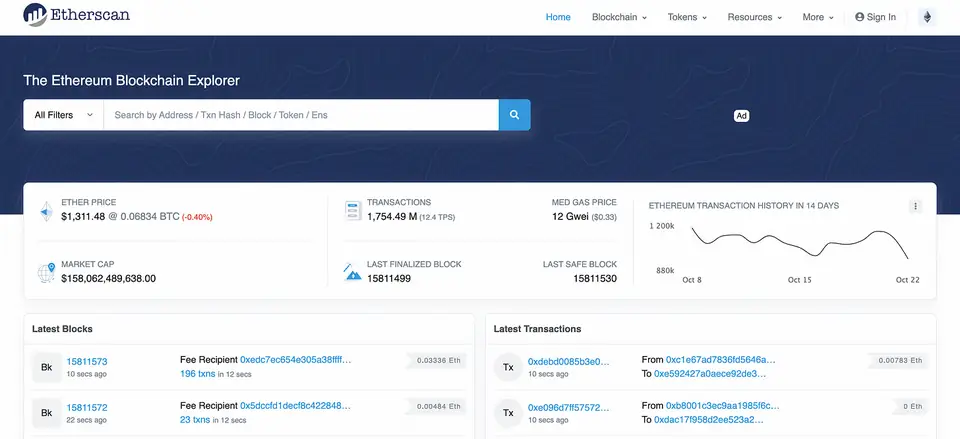 Etherscan
Home Blockchain Tokens Resources More Sign In
The Ethereum Blockchain Explorer
All Filters Search by Address / Txn Hash / Block / Token / Ens
Ad
ETHER PRICE
$1,311.48 @ 0.06834 BTC (-0.40%)
MARKET CAP
$158,062,489,638.00
TRANSACTIONS
1,754.49 M (12.4 TPS)
MED GAS PRICE
12 Gwei ($0.33)
LAST FINALIZED BLOCK
15811499
LAST SAFE BLOCK
15811530
ETHEREUM TRANSACTION HISTORY IN 14 DAYS
1 200k
880k
Oct 8 Oct 15 Oct 22
Latest Blocks
Bk
15811573
10 secs ago
Fee Recipient 0xedc7ec654e305a38ffff...
196 txns in 12 secs
0.03336 Eth
Bk
15811572
22 secs ago
Fee Recipient 0x5dccfd1decf8c422848...
23 txns in 12 secs
0.00484 Eth
Latest Transactions
Tx
0xdebd0085b3e0...
10 secs ago
From 0xc1e67ad7836fd5646a...
To 0xe592427a0aece92de3...
0.00783 Eth
Tx
0xe096d7ff57572...
10 secs ago
From 0xb8001c3ec9aa1985f6c...
To 0xdac17f958d2ee523a2...
0 Eth